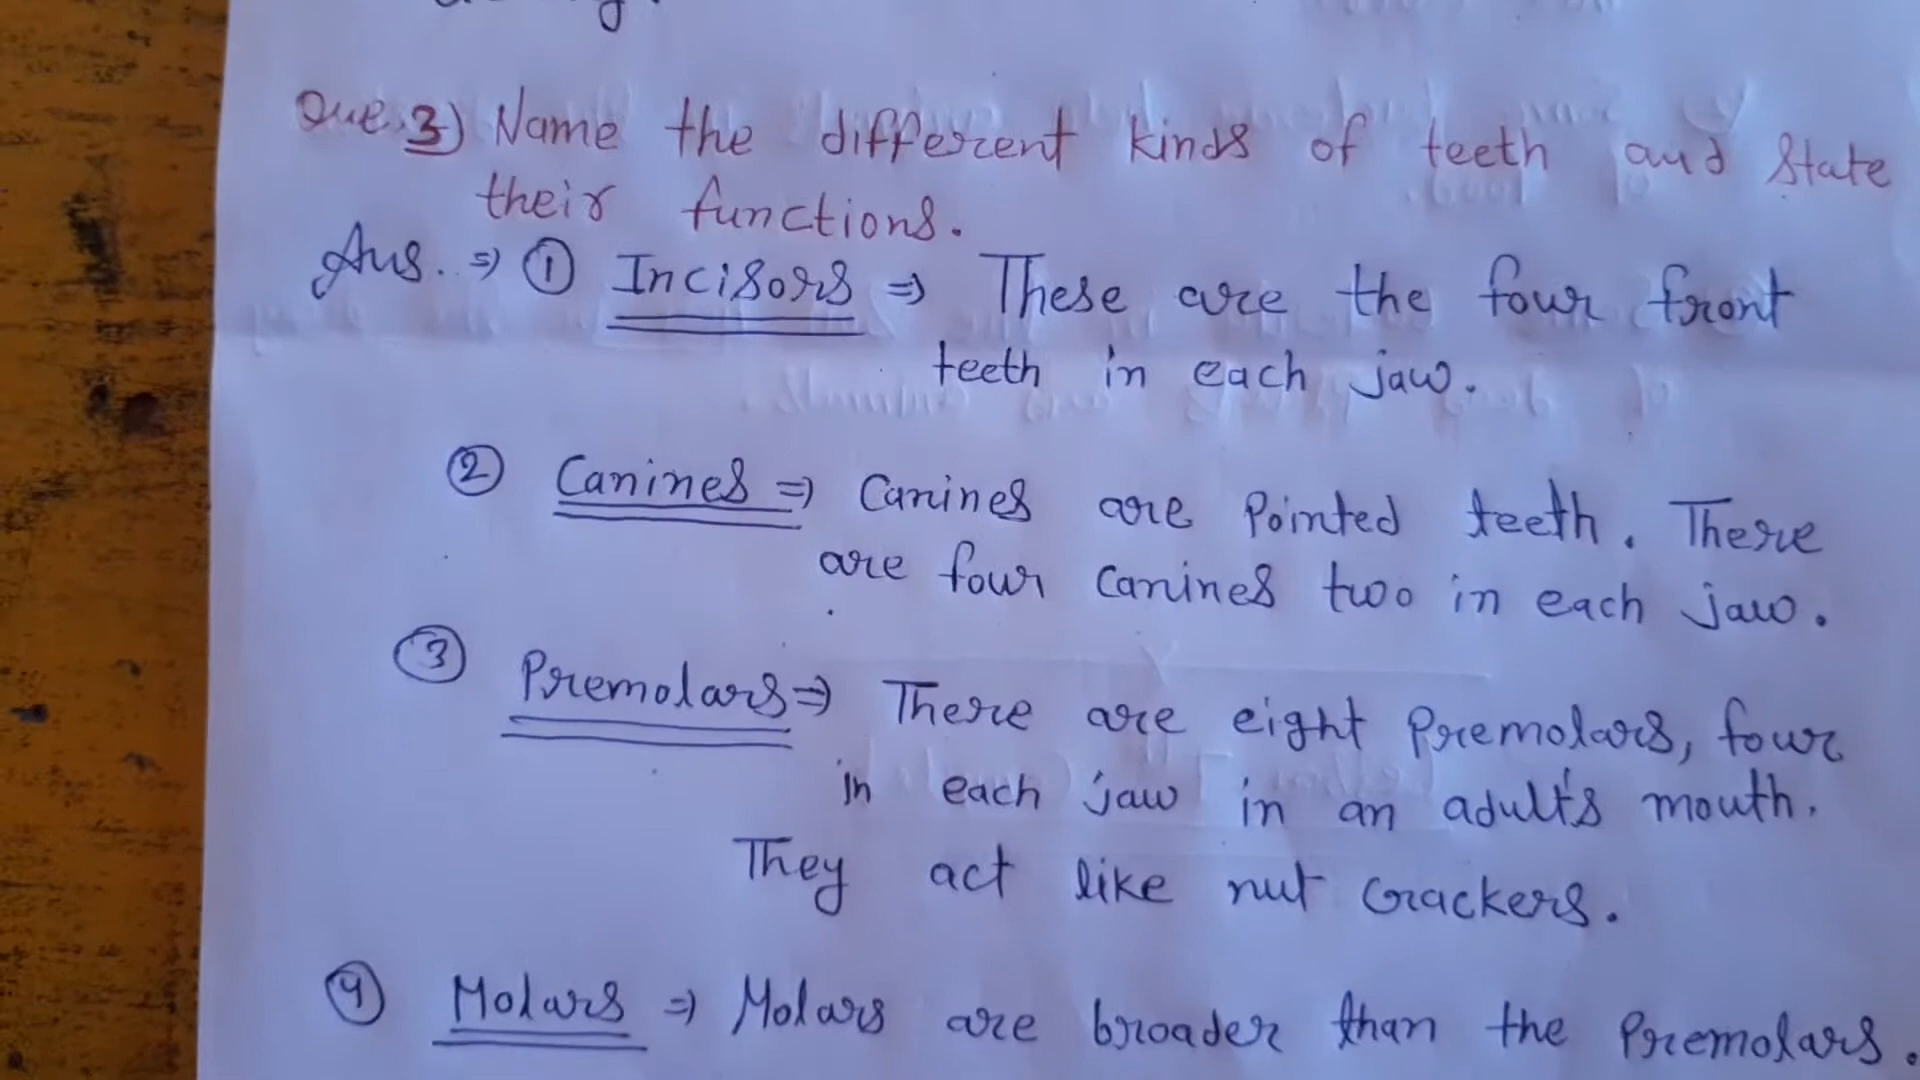 Que.3) Name the different kinds of teeth and State
their functions.
Ans. ⇒ ① Incisors ⇒ These are the four front
teeth in each jaw.
② Canines ⇒ Canines are Pointed teeth. There
are four Canines two in each jaw.
③ Premolars ⇒ There are eight Premolars, four
in each jaw in an adult's mouth.
They act like nut Crackers.
④ Molars ⇒ Molars are broader than the Premolars.